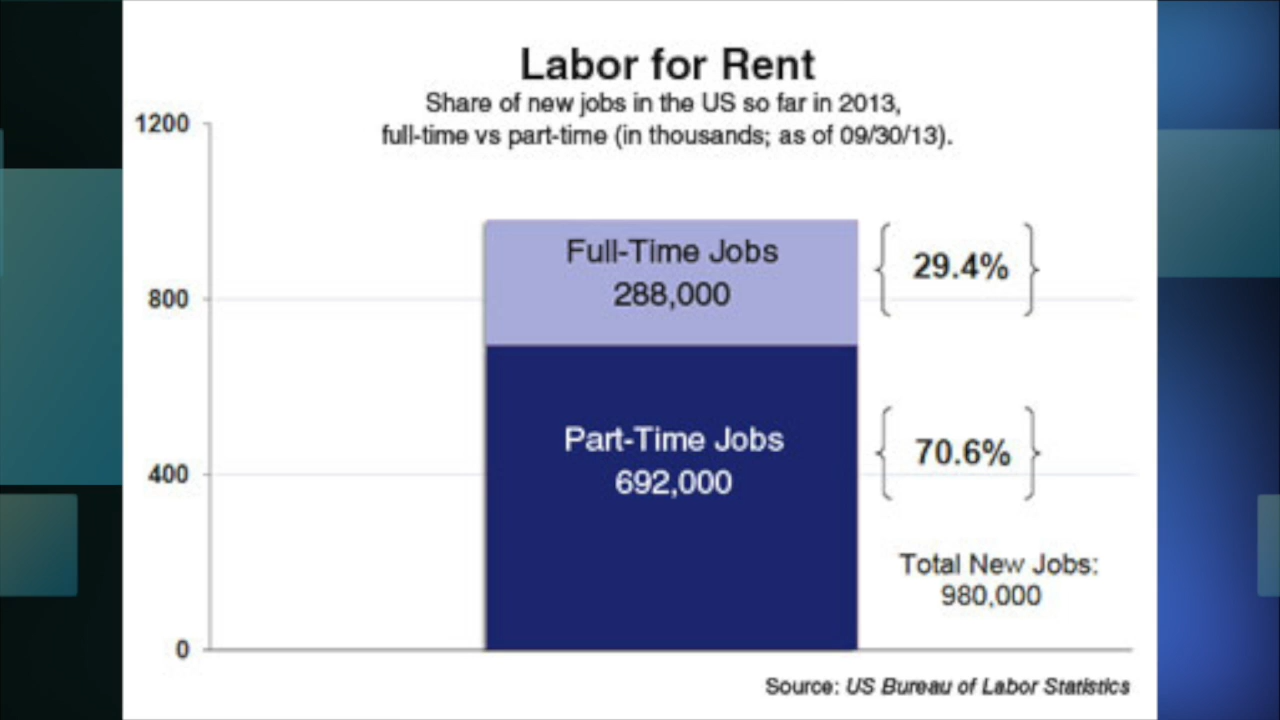 Labor for Rent
Share of new jobs in the US so far in 2013,
full-time vs part-time (in thousands; as of 09/30/13).
1200
800
400
0
Full-Time Jobs
288,000
29.4%
Part-Time Jobs
692,000
70.6%
Total New Jobs:
980,000
Source: US Bureau of Labor Statistics